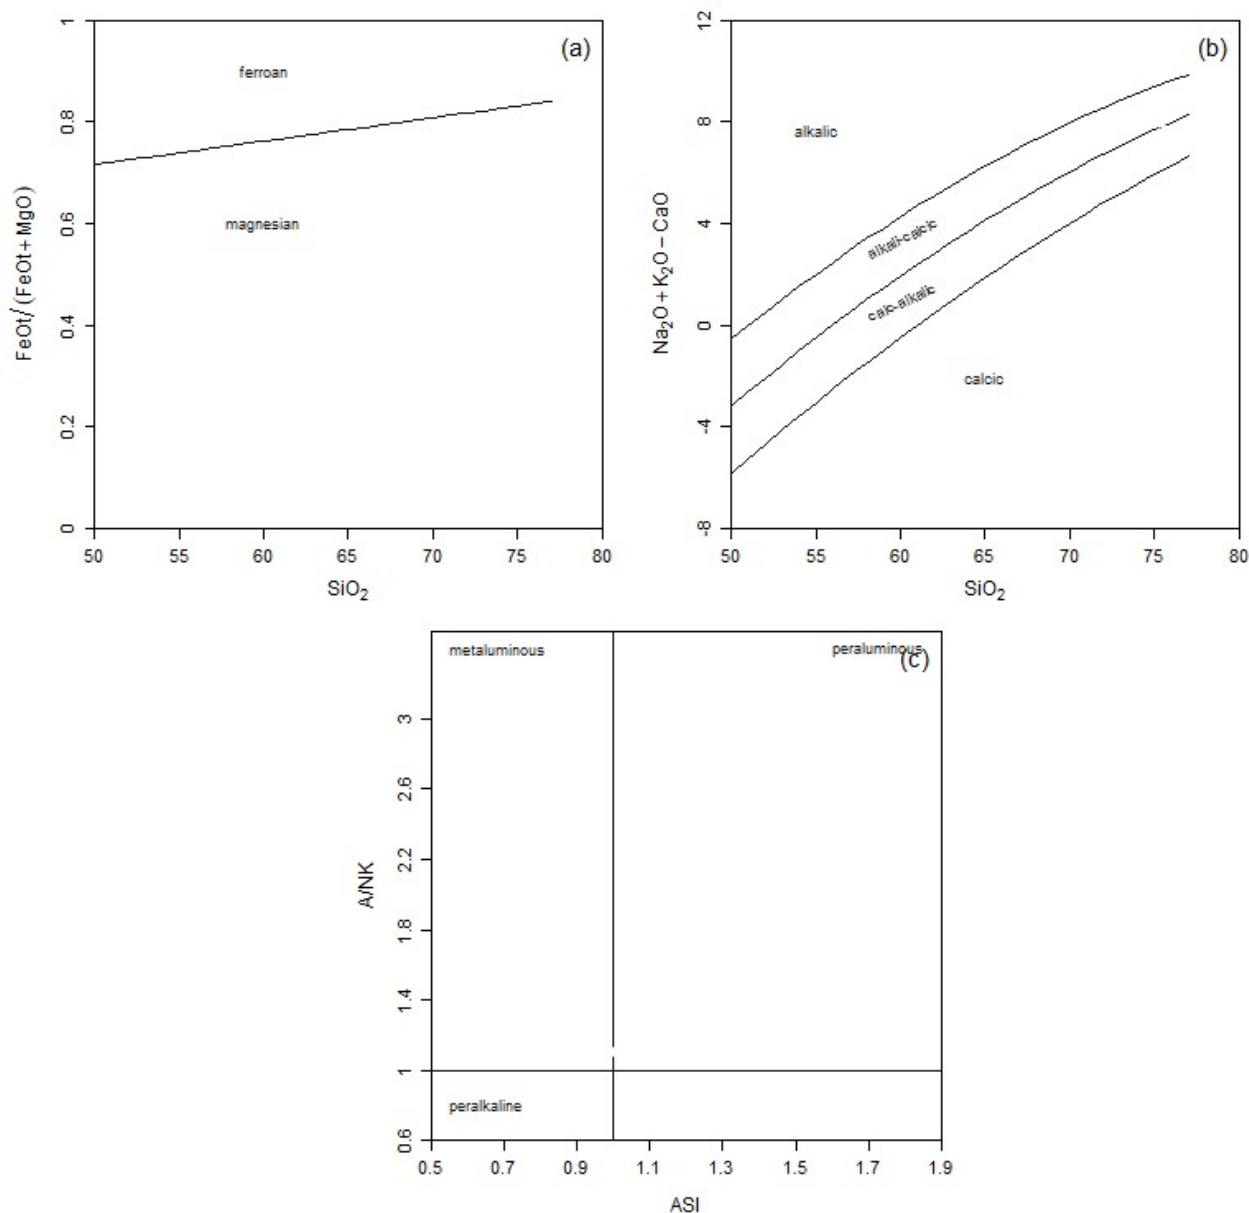 (a)
ferroan
magnesian
FeOt/(FeOt + MgO)
1
0.8
0.6
0.4
0.2
0
50 55 60 65 70 75 80
SiO₂
(b)
alkalic
alkali-calcic
calc-alkalic
calcic
Na₂O + K₂O − CaO
12
8
4
0
-4
-8
50 55 60 65 70 75 80
SiO₂
metaluminous
peraluminous
(c)
A/NK
3
2.6
2.2
1.8
1.4
1
0.6
peralkaline
0.5 0.7 0.9 1.1 1.3 1.5 1.7 1.9
ASI